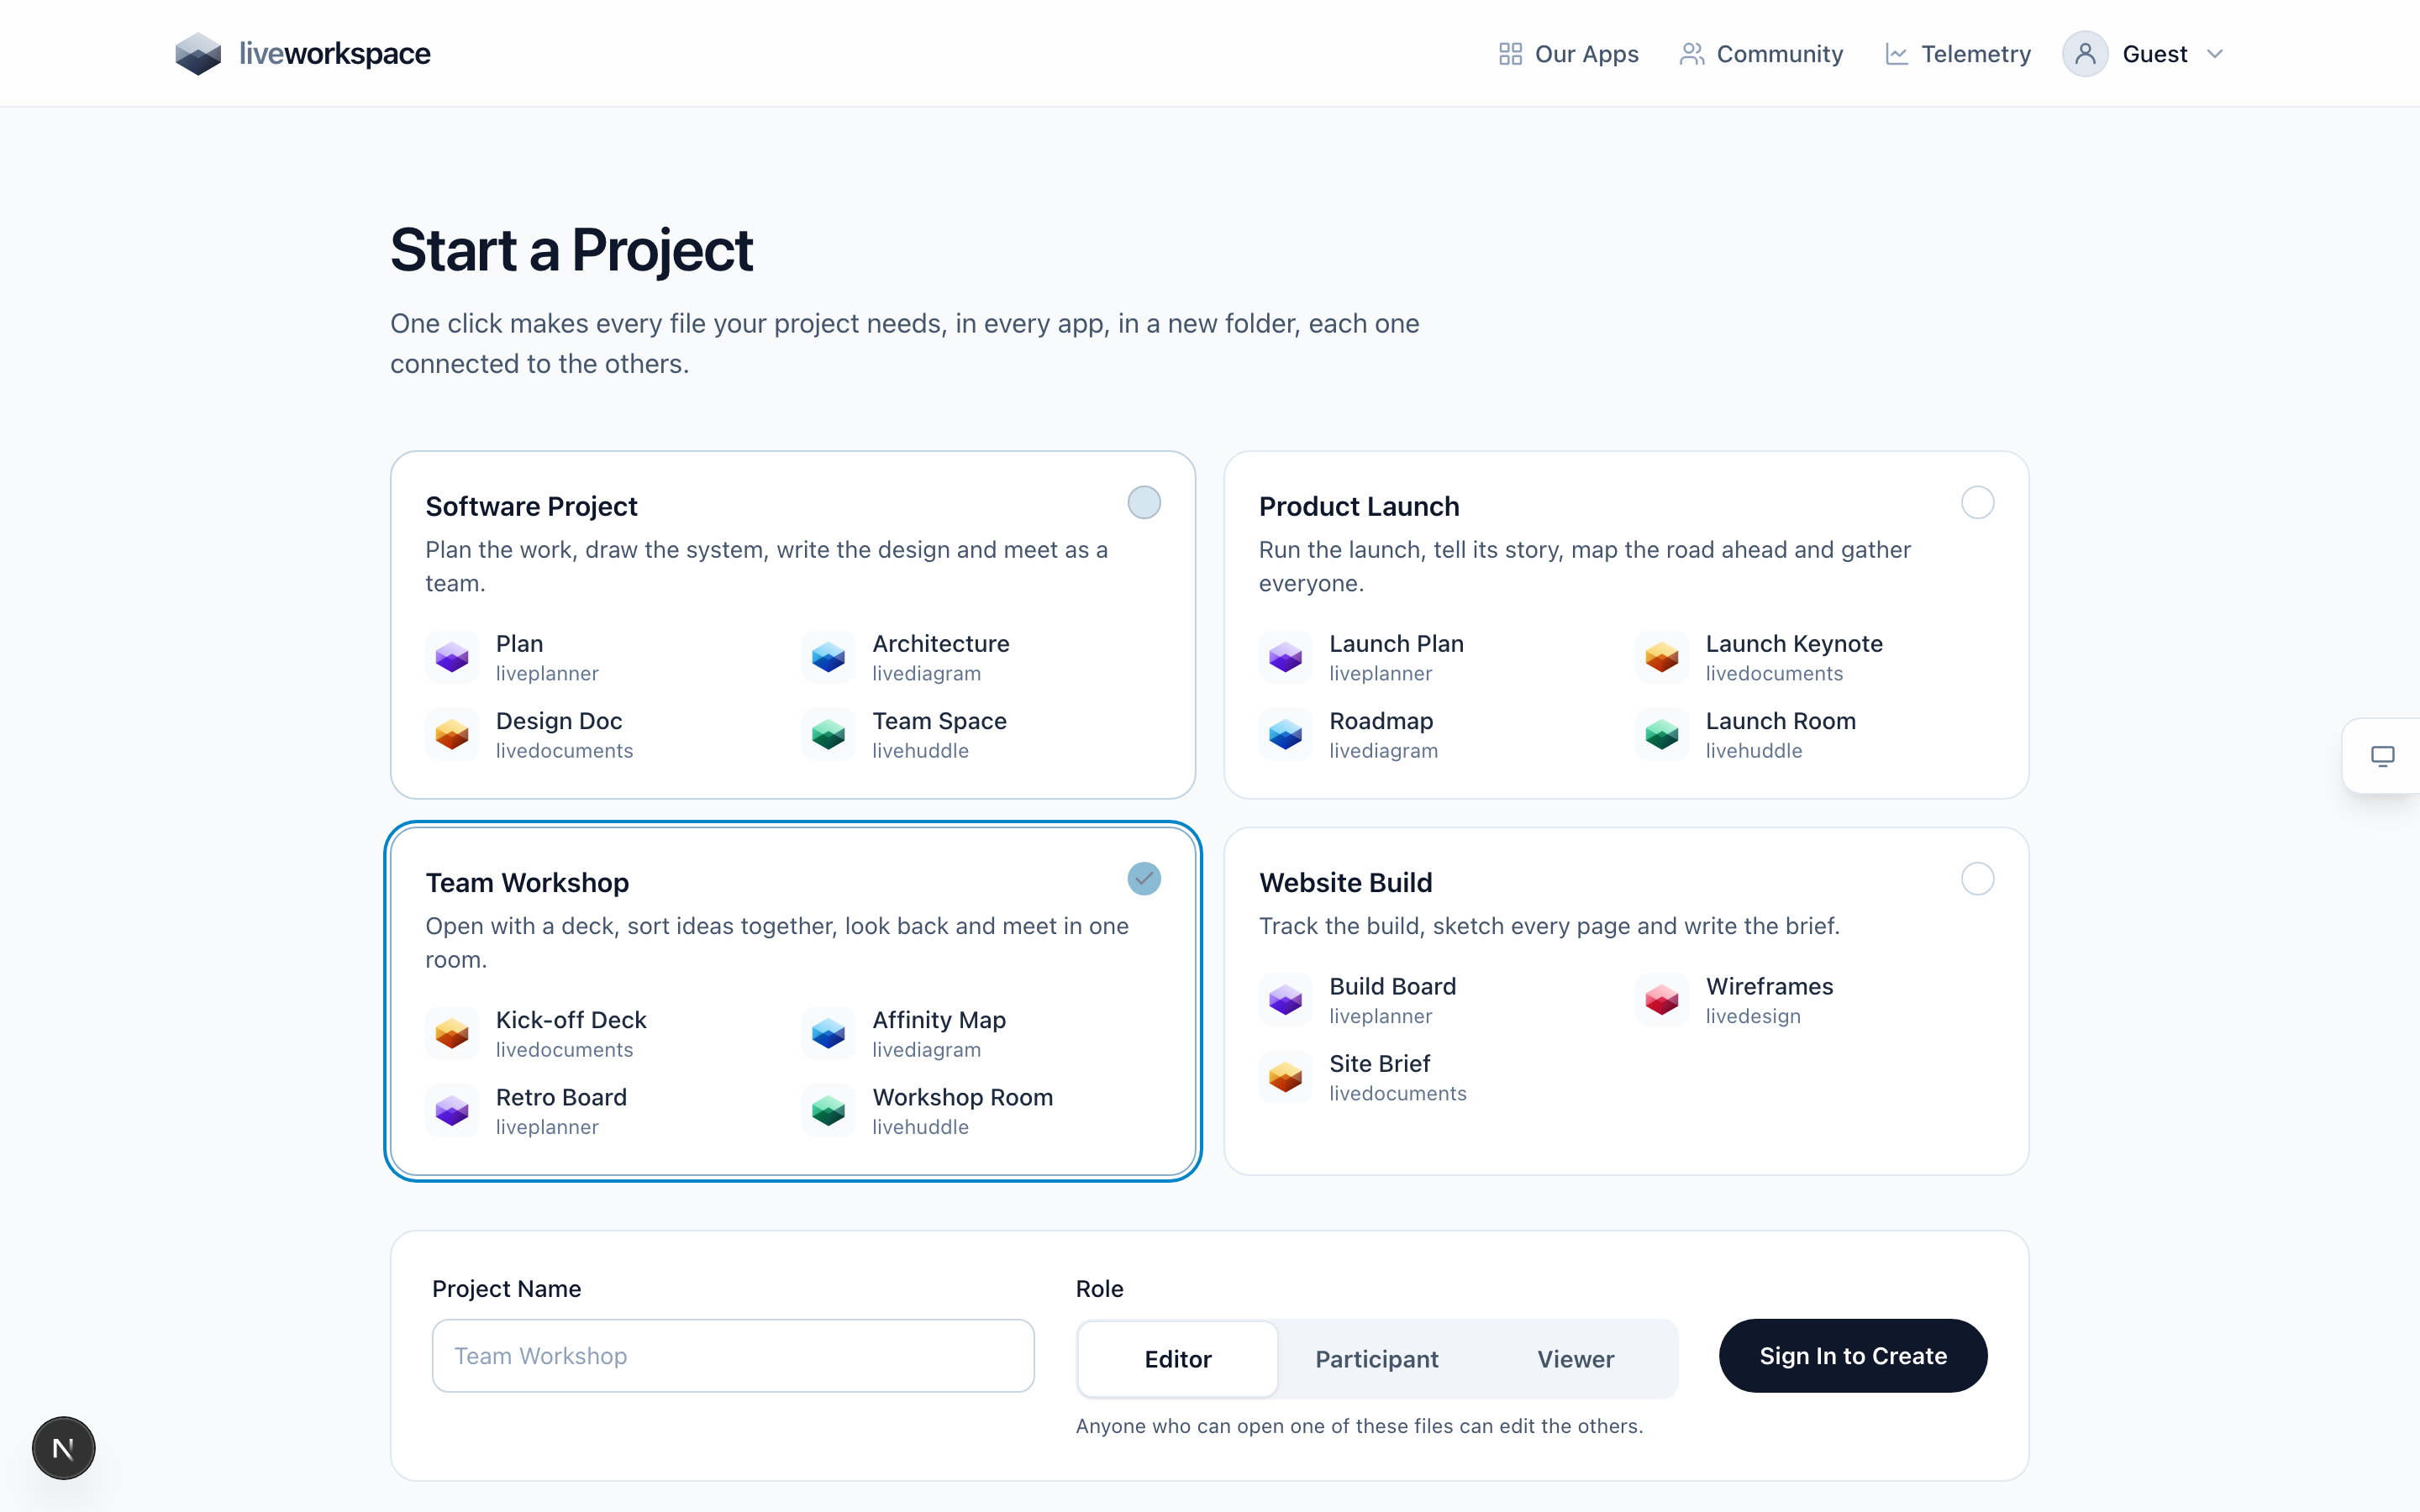 liveworkspace
Our Apps
Community
Telemetry
Guest
Start a Project
One click makes every file your project needs, in every app, in a new folder, each one
connected to the others.
Software Project
Plan the work, draw the system, write the design and meet as a
team.
Plan
liveplanner
Architecture
livediagram
Design Doc
livedocuments
Team Space
livehuddle
Product Launch
Run the launch, tell its story, map the road ahead and gather
everyone.
Launch Plan
liveplanner
Launch Keynote
livedocuments
Roadmap
livediagram
Launch Room
livehuddle
Team Workshop
Open with a deck, sort ideas together, look back and meet in one
room.
Kick-off Deck
livedocuments
Affinity Map
livediagram
Retro Board
liveplanner
Workshop Room
livehuddle
Website Build
Track the build, sketch every page and write the brief.
Build Board
liveplanner
Wireframes
livedesign
Site Brief
livedocuments
Project Name
Team Workshop
Role
Editor
Participant
Viewer
Anyone who can open one of these files can edit the others.
Sign In to Create
N